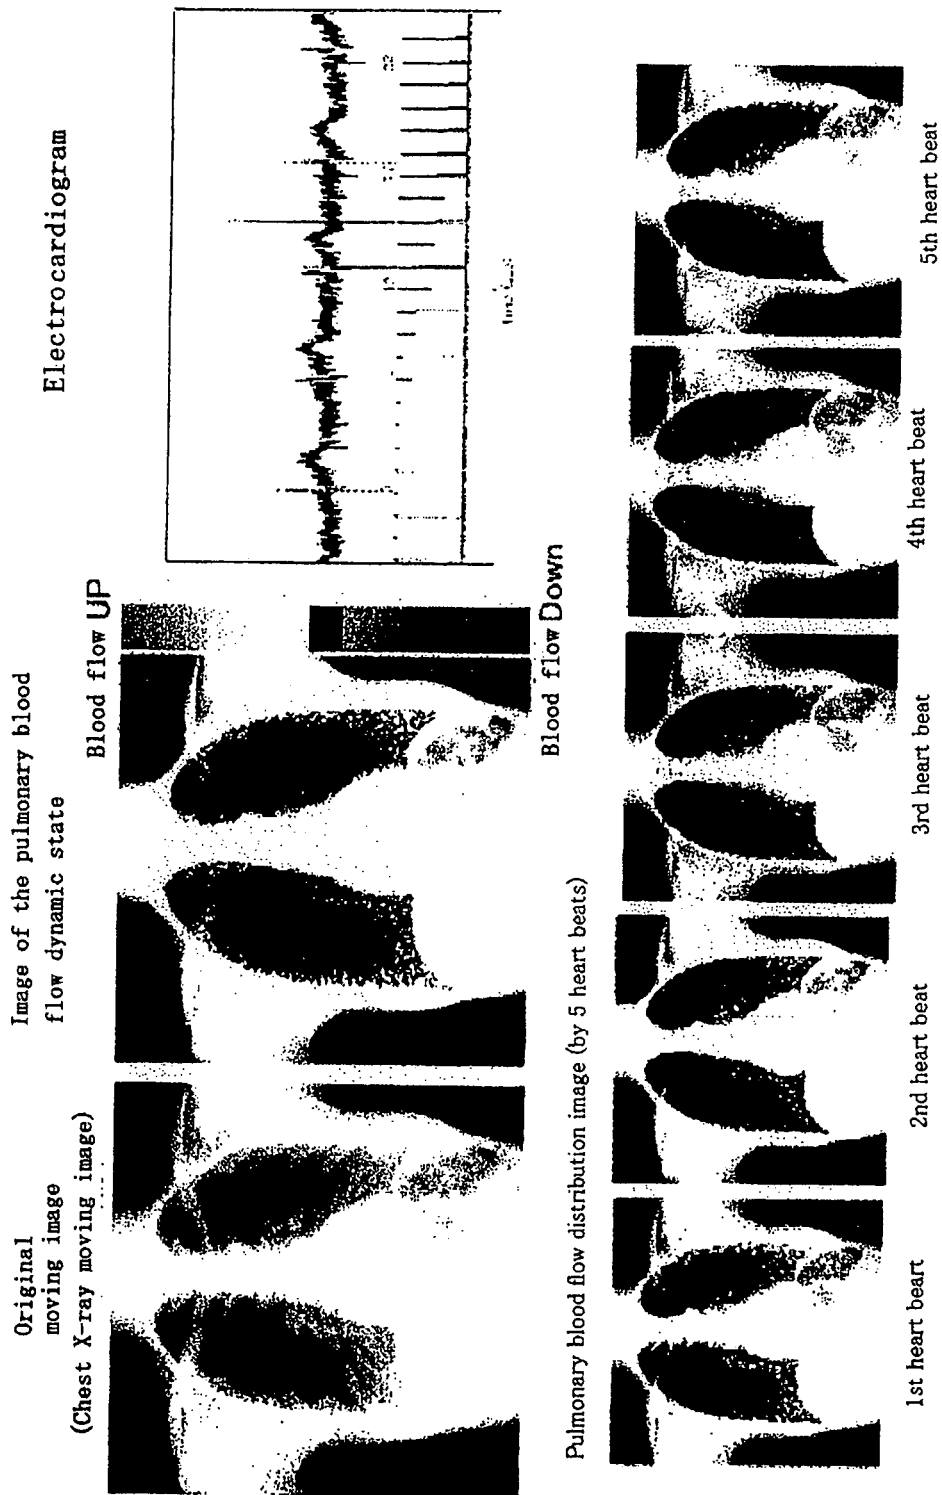 Original
moving image
(Chest X-ray moving image)
Image of the pulmonary blood
flow dynamic state
Blood flow UP
Blood flow Down
Electrocardiogram
Pulmonary blood flow distribution image (by 5 heart beats)
1st heart beart
2nd heart beat
3rd heart beat
4th heart beat
5th heart beat